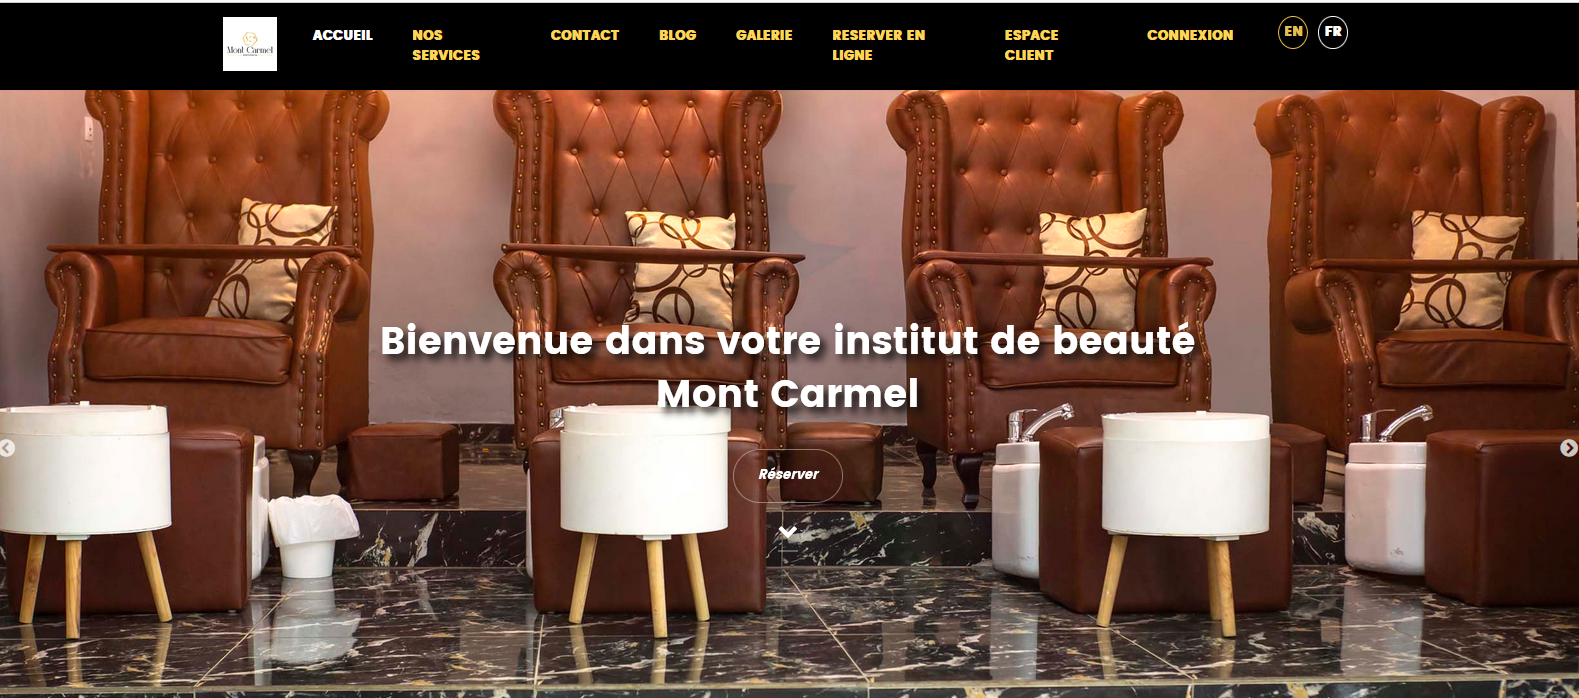 Mont Carmel
ACCUEIL
NOS
SERVICES
CONTACT
BLOG
GALERIE
RESERVER EN
LIGNE
ESPACE
CLIENT
CONNEXION
EN
FR
Bienvenue dans votre institut de beauté
Mont Carmel
Réserver